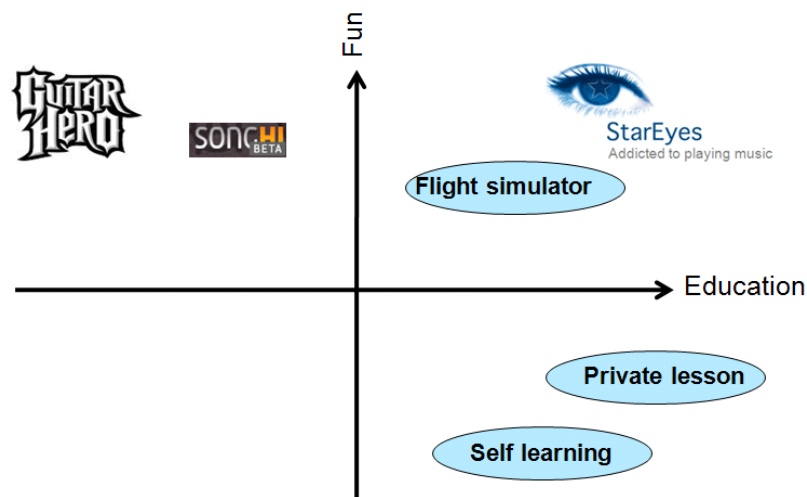 Fun
GUITAR
HERO
SONG.HI
BETA
StarEyes
Addicted to playing music
Flight simulator
Education
Private lesson
Self learning